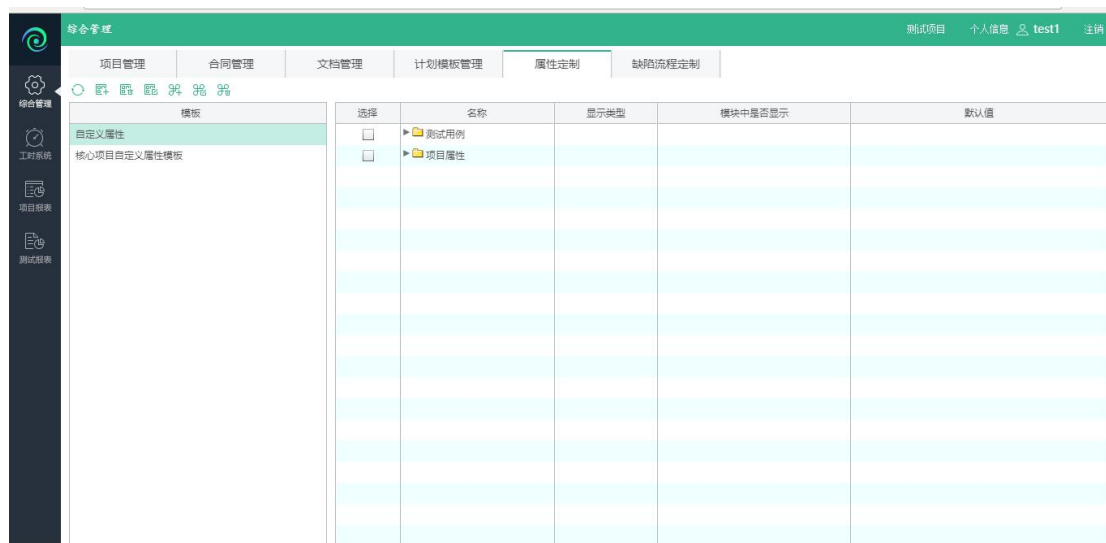 综合管理 测试项目 个人信息 test1 注销
项目管理 合同管理 文档管理 计划模板管理 属性定制 缺陷流程定制
综合管理
工时系统
项目报表
测试报表
模板 选择 名称 显示类型 模块中是否显示 默认值
自定义属性 测试用例
核心项目自定义属性模板 项目属性